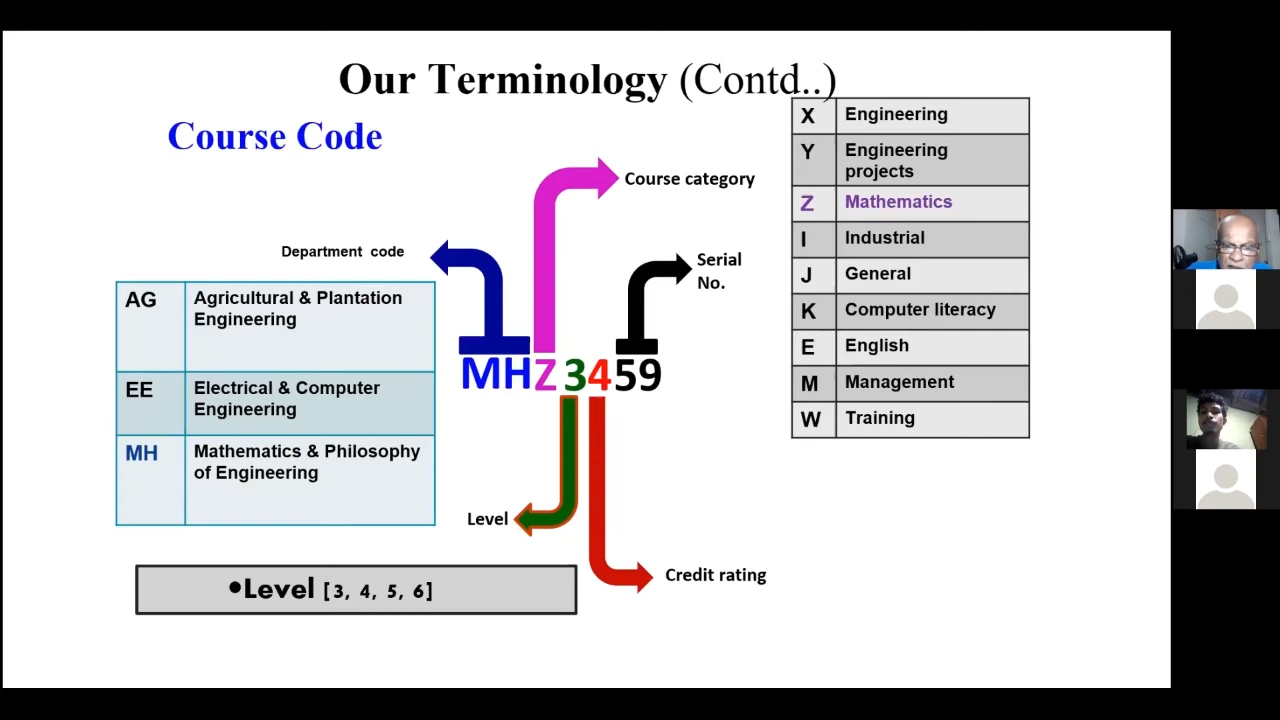 Our Terminology (Contd..)
Course Code
Course category
Department code
Serial
No.
AG
Agricultural & Plantation
Engineering
EE
Electrical & Computer
Engineering
MH
Mathematics & Philosophy
of Engineering
MHZ3459
Level
Credit rating
•Level [3, 4, 5, 6]
X
Engineering
Y
Engineering
projects
Z
Mathematics
I
Industrial
J
General
K
Computer literacy
E
English
M
Management
W
Training